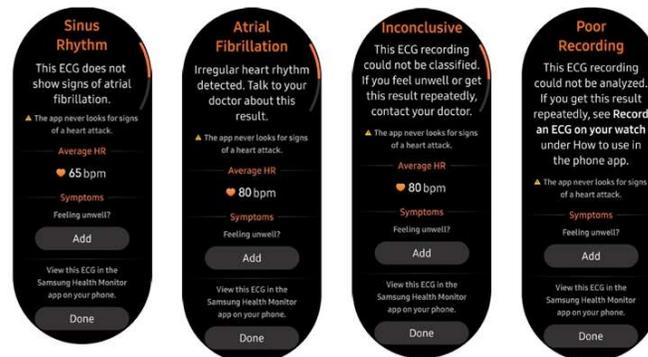 Sinus
Rhythm
This ECG does not
show signs of atrial
fibrillation.
The app never looks for signs
of a heart attack.
Average HR
65 bpm
Symptoms
Feeling unwell?
Add
View this ECG in the
Samsung Health Monitor
app on your phone.
Done
Atrial
Fibrillation
Irregular heart rhythm
detected. Talk to your
doctor about this
result.
The app never looks for signs
of a heart attack.
Average HR
80 bpm
Symptoms
Feeling unwell?
Add
View this ECG in the
Samsung Health Monitor
app on your phone.
Done
Inconclusive
This ECG recording
could not be classified.
If you feel unwell or get
this result repeatedly,
contact your doctor.
The app never looks for signs
of a heart attack.
Average HR
80 bpm
Symptoms
Feeling unwell?
Add
View this ECG in the
Samsung Health Monitor
app on your phone.
Done
Poor
Recording
This ECG recording
could not be analyzed.
If you get this result
repeatedly, see Record
an ECG on your watch
under How to use in
the phone app.
The app never looks for signs
of a heart attack.
Symptoms
Feeling unwell?
Add
View this ECG in the
Samsung Health Monitor
app on your phone.
Done